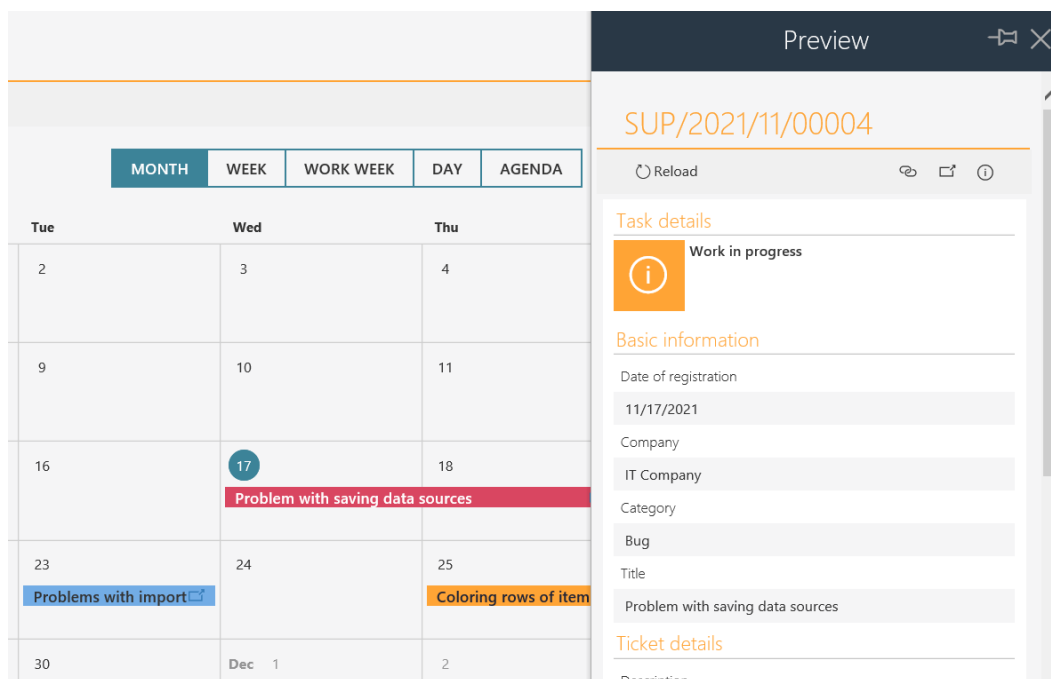 Preview
SUP/2021/11/00004
MONTH WEEK WORK WEEK DAY AGENDA
Reload
Tue Wed Thu
Task details
Work in progress
2 3 4
Basic information
9 10 11
Date of registration
11/17/2021
Company
16 17 18
IT Company
Problem with saving data sources
Category
Bug
23 24 25
Title
Problems with import Coloring rows of item
Problem with saving data sources
Ticket details
30 Dec 1 2
Description